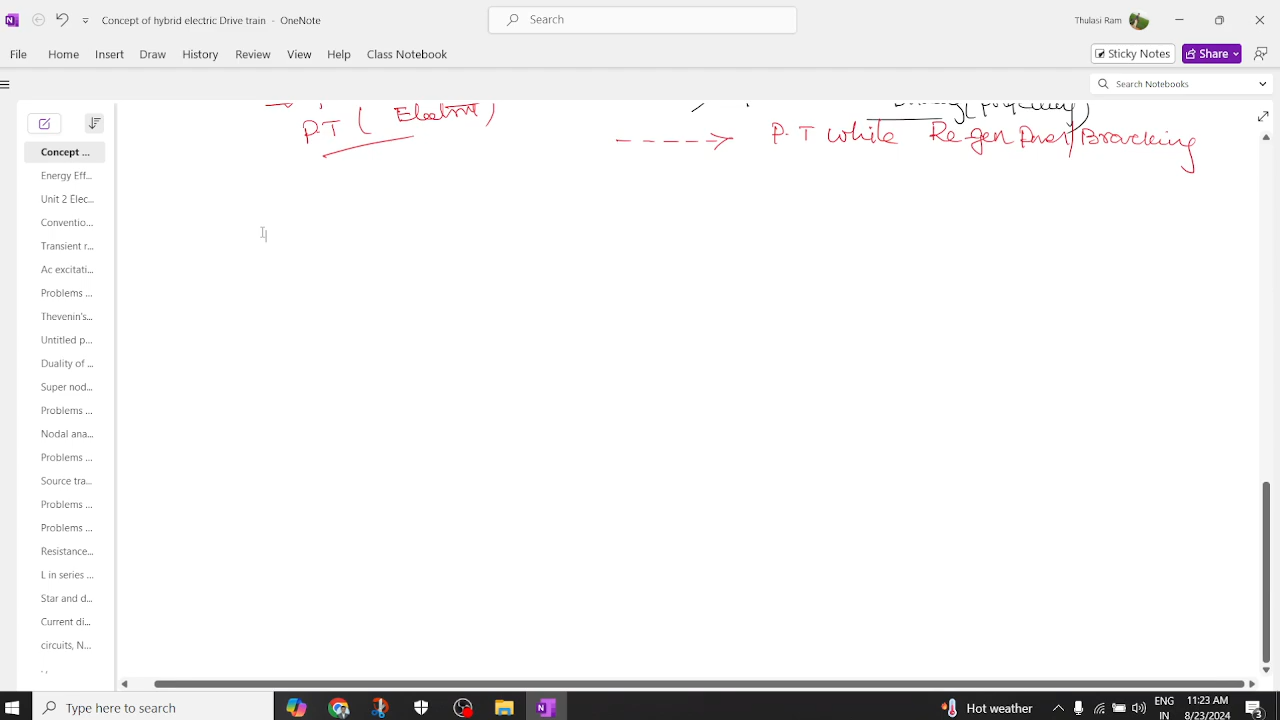 Concept of hybrid electric Drive train - OneNote
Search
Thulasi Ram
File Home Insert Draw History Review View Help Class Notebook
Sticky Notes
Share
Search Notebooks
Concept ...
Energy Eff...
Unit 2 Elec...
Conventio...
Transient r...
Ac excitati...
Problems ...
Thevenin's...
Untitled p...
Duality of ...
Super nod...
Problems ...
Nodal ana...
Problems ...
Source tra...
Problems ...
Problems ...
Resistance...
L in series ...
Star and d...
Current di...
circuits, N...
. ,
P.T ( Electric )
P.T while Re-gen / Bracking
Type here to search
Hot weather
ENG
IN
11:23 AM
8/23/2024
3